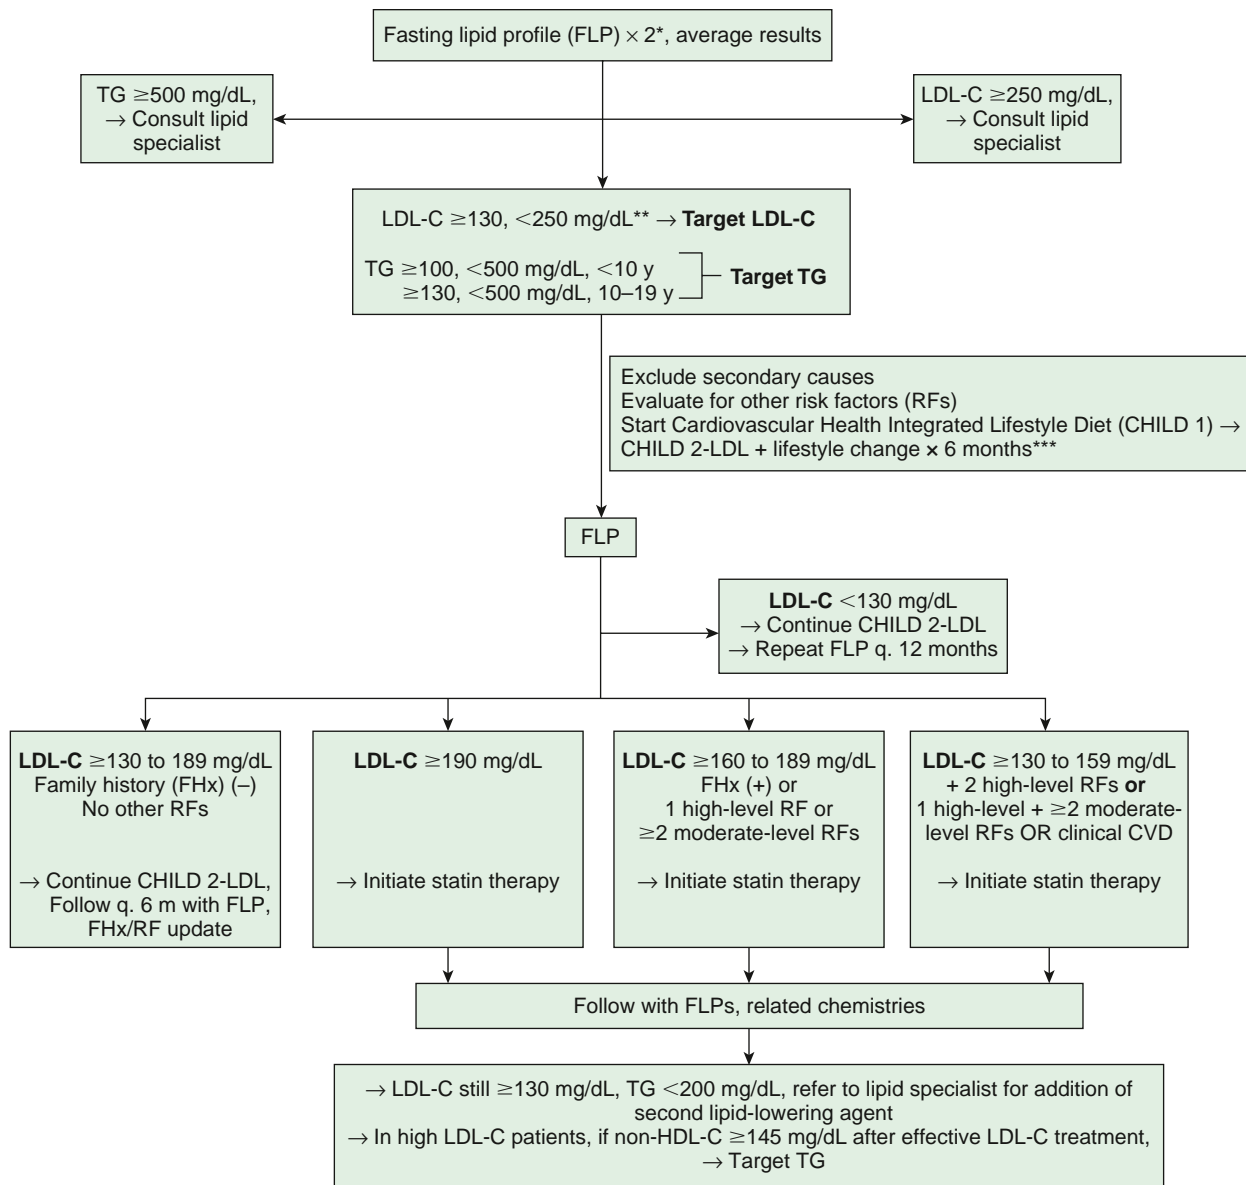 Fasting lipid profile (FLP) × 2*, average results
TG ≥500 mg/dL,
→ Consult lipid
specialist
LDL-C ≥250 mg/dL,
→ Consult lipid
specialist
LDL-C ≥130, <250 mg/dL** → Target LDL-C
TG ≥100, <500 mg/dL, <10 y
≥130, <500 mg/dL, 10–19 y
Target TG
Exclude secondary causes
Evaluate for other risk factors (RFs)
Start Cardiovascular Health Integrated Lifestyle Diet (CHILD 1) →
CHILD 2-LDL + lifestyle change × 6 months***
FLP
LDL-C <130 mg/dL
→ Continue CHILD 2-LDL
→ Repeat FLP q. 12 months
LDL-C ≥130 to 189 mg/dL
Family history (FHx) (–)
No other RFs
→ Continue CHILD 2-LDL,
Follow q. 6 m with FLP,
FHx/RF update
LDL-C ≥190 mg/dL
→ Initiate statin therapy
LDL-C ≥160 to 189 mg/dL
FHx (+) or
1 high-level RF or
≥2 moderate-level RFs
→ Initiate statin therapy
LDL-C ≥130 to 159 mg/dL
+ 2 high-level RFs or
1 high-level + ≥2 moderate-
level RFs OR clinical CVD
→ Initiate statin therapy
Follow with FLPs, related chemistries
→ LDL-C still ≥130 mg/dL, TG <200 mg/dL, refer to lipid specialist for addition of
second lipid-lowering agent
→ In high LDL-C patients, if non-HDL-C ≥145 mg/dL after effective LDL-C treatment,
→ Target TG